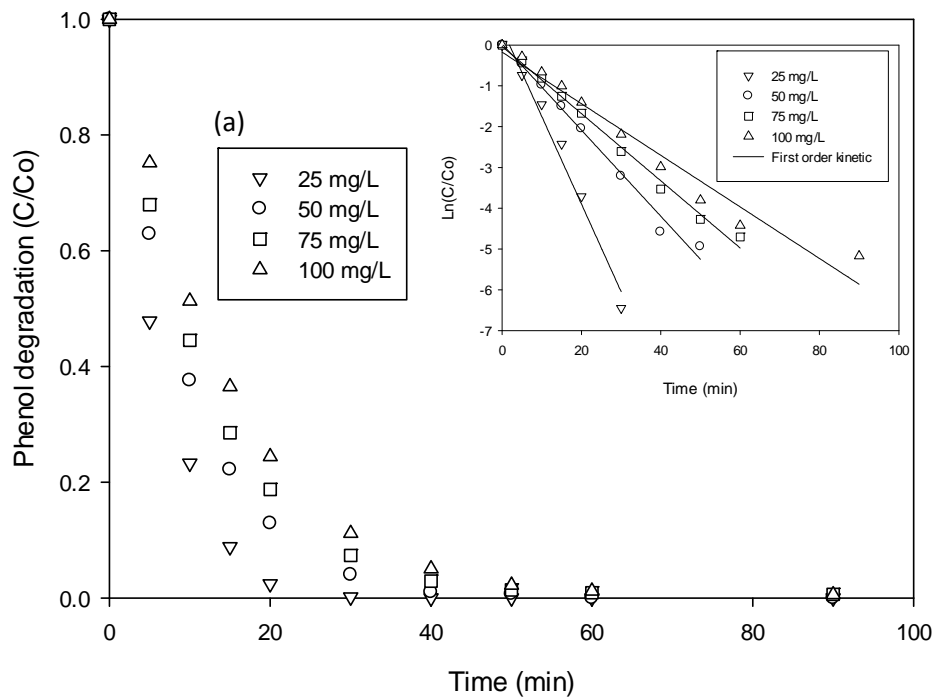 Phenol degradation (C/Co)
1.0
0.8
0.6
0.4
0.2
0.0
0
20
40
60
80
100
Time (min)
(a)
25 mg/L
50 mg/L
75 mg/L
100 mg/L
Ln(C/Co)
0
-1
-2
-3
-4
-5
-6
-7
0
20
40
60
80
100
Time (min)
25 mg/L
50 mg/L
75 mg/L
100 mg/L
First order kinetic